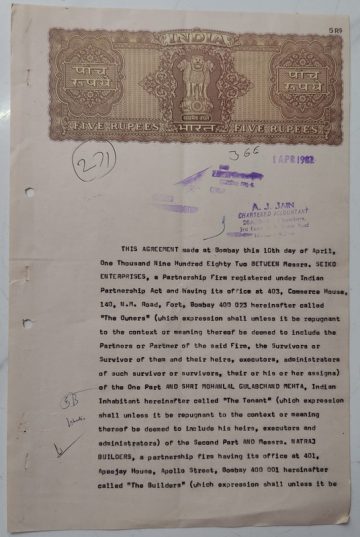 5 RS
INDIA
पांच रुपये
पांच रुपये
सत्यमेव जयते
FIVE RUPEES भारत FIVE RUPEES
271
366
1 APR 1982
A. J. JAIN
CHARTERED ACCOUNTANT
THIS AGREEMENT made at Bombay this 10th day of April,
One Thousand Nine Hundred Eighty Two BETWEEN Messrs. SEIKO
ENTERPRISES, a Partnership Firm registered under Indian
Partnership Act and having its office at 403, Commerce House,
140, N.M. Road, Fort, Bombay 400 023 hereinafter called
"The Owners" (which expression shall unless it be repugnant
to the context or meaning thereof be deemed to include the
Partners or Partner of the said Firm, the Survivors or
Survivor of them and their heirs, executors, administrators
of such survivor or survivors, their or his or her assigns)
of the One Part AND SHRI MOHANLAL GULABCHAND MEHTA, Indian
Inhabitant hereinafter called "The Tenant" (which expression
shall unless it be repugnant to the context or meaning
thereof be deemed to include his heirs, executors and
administrators) of the Second Part AND Messrs. NATRAJ
BUILDERS, a partnership firm having its office at 401,
Apeejay House, Apollo Street, Bombay 400 001 hereinafter
called "The Builders" (which expression shall unless it be